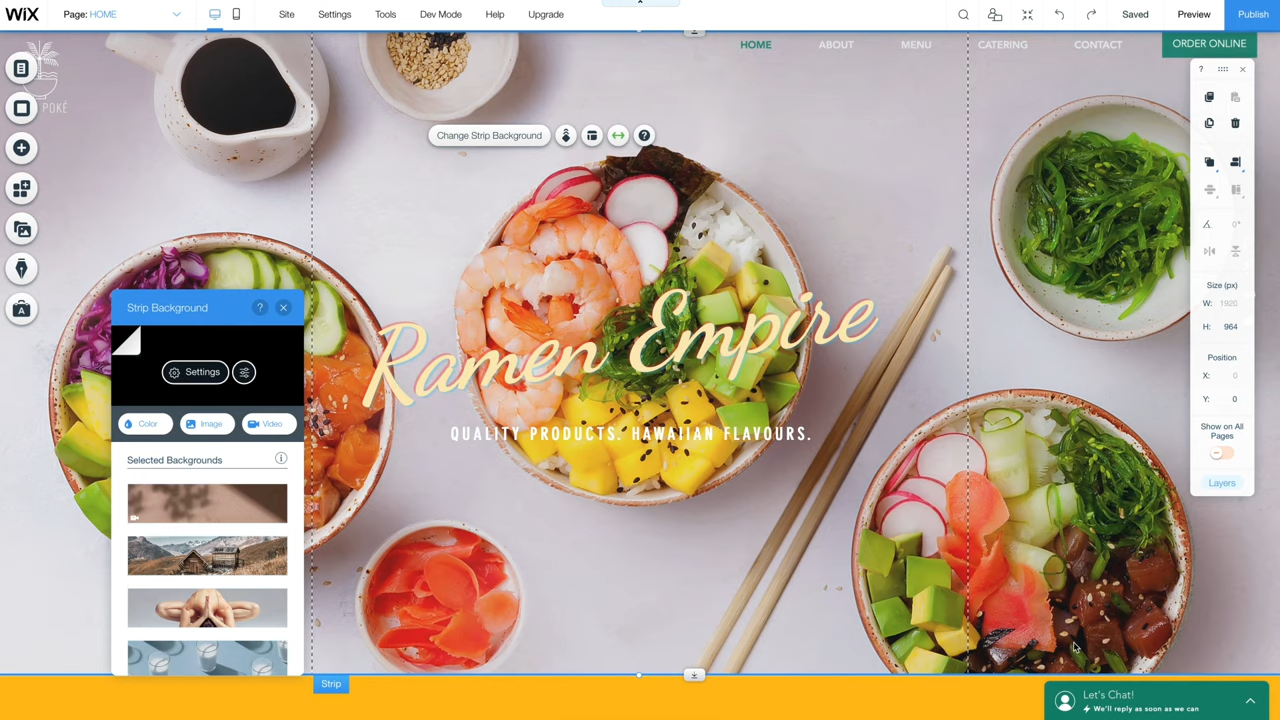 WiX
Page: HOME
Site
Settings
Tools
Dev Mode
Help
Upgrade
Saved
Preview
Publish
HOME
ABOUT
MENU
CATERING
CONTACT
ORDER ONLINE
POKÉ
Change Strip Background
?
?
Size (px)
W: 1920
H: 964
Position
X: 0
Y: 0
Show on All
Pages
Layers
0°
Strip Background
?
Settings
Color
Image
Video
Selected Backgrounds
Ramen Empire
QUALITY PRODUCTS. HAWAIIAN FLAVOURS.
Strip
Let's Chat!
We'll reply as soon as we can